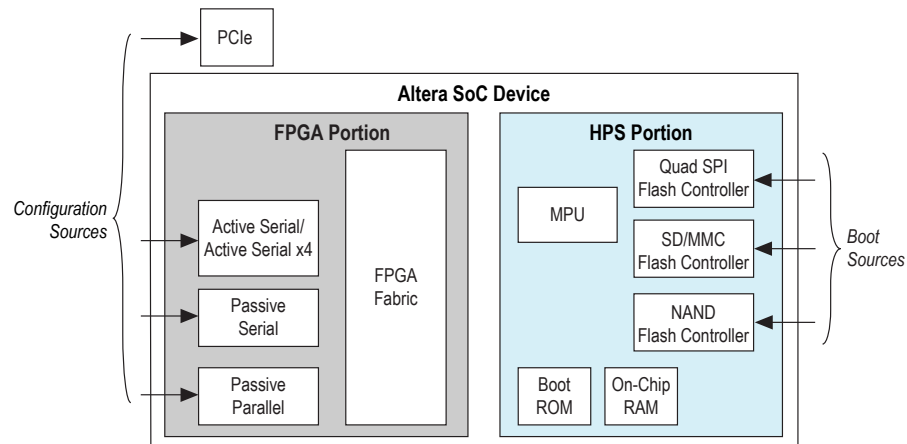 PCIe
Altera SoC Device
FPGA Portion
HPS Portion
Configuration
Sources
Active Serial/
Active Serial x4
Passive
Serial
Passive
Parallel
FPGA
Fabric
MPU
Quad SPI
Flash Controller
SD/MMC
Flash Controller
NAND
Flash Controller
Boot
ROM
On-Chip
RAM
Boot
Sources